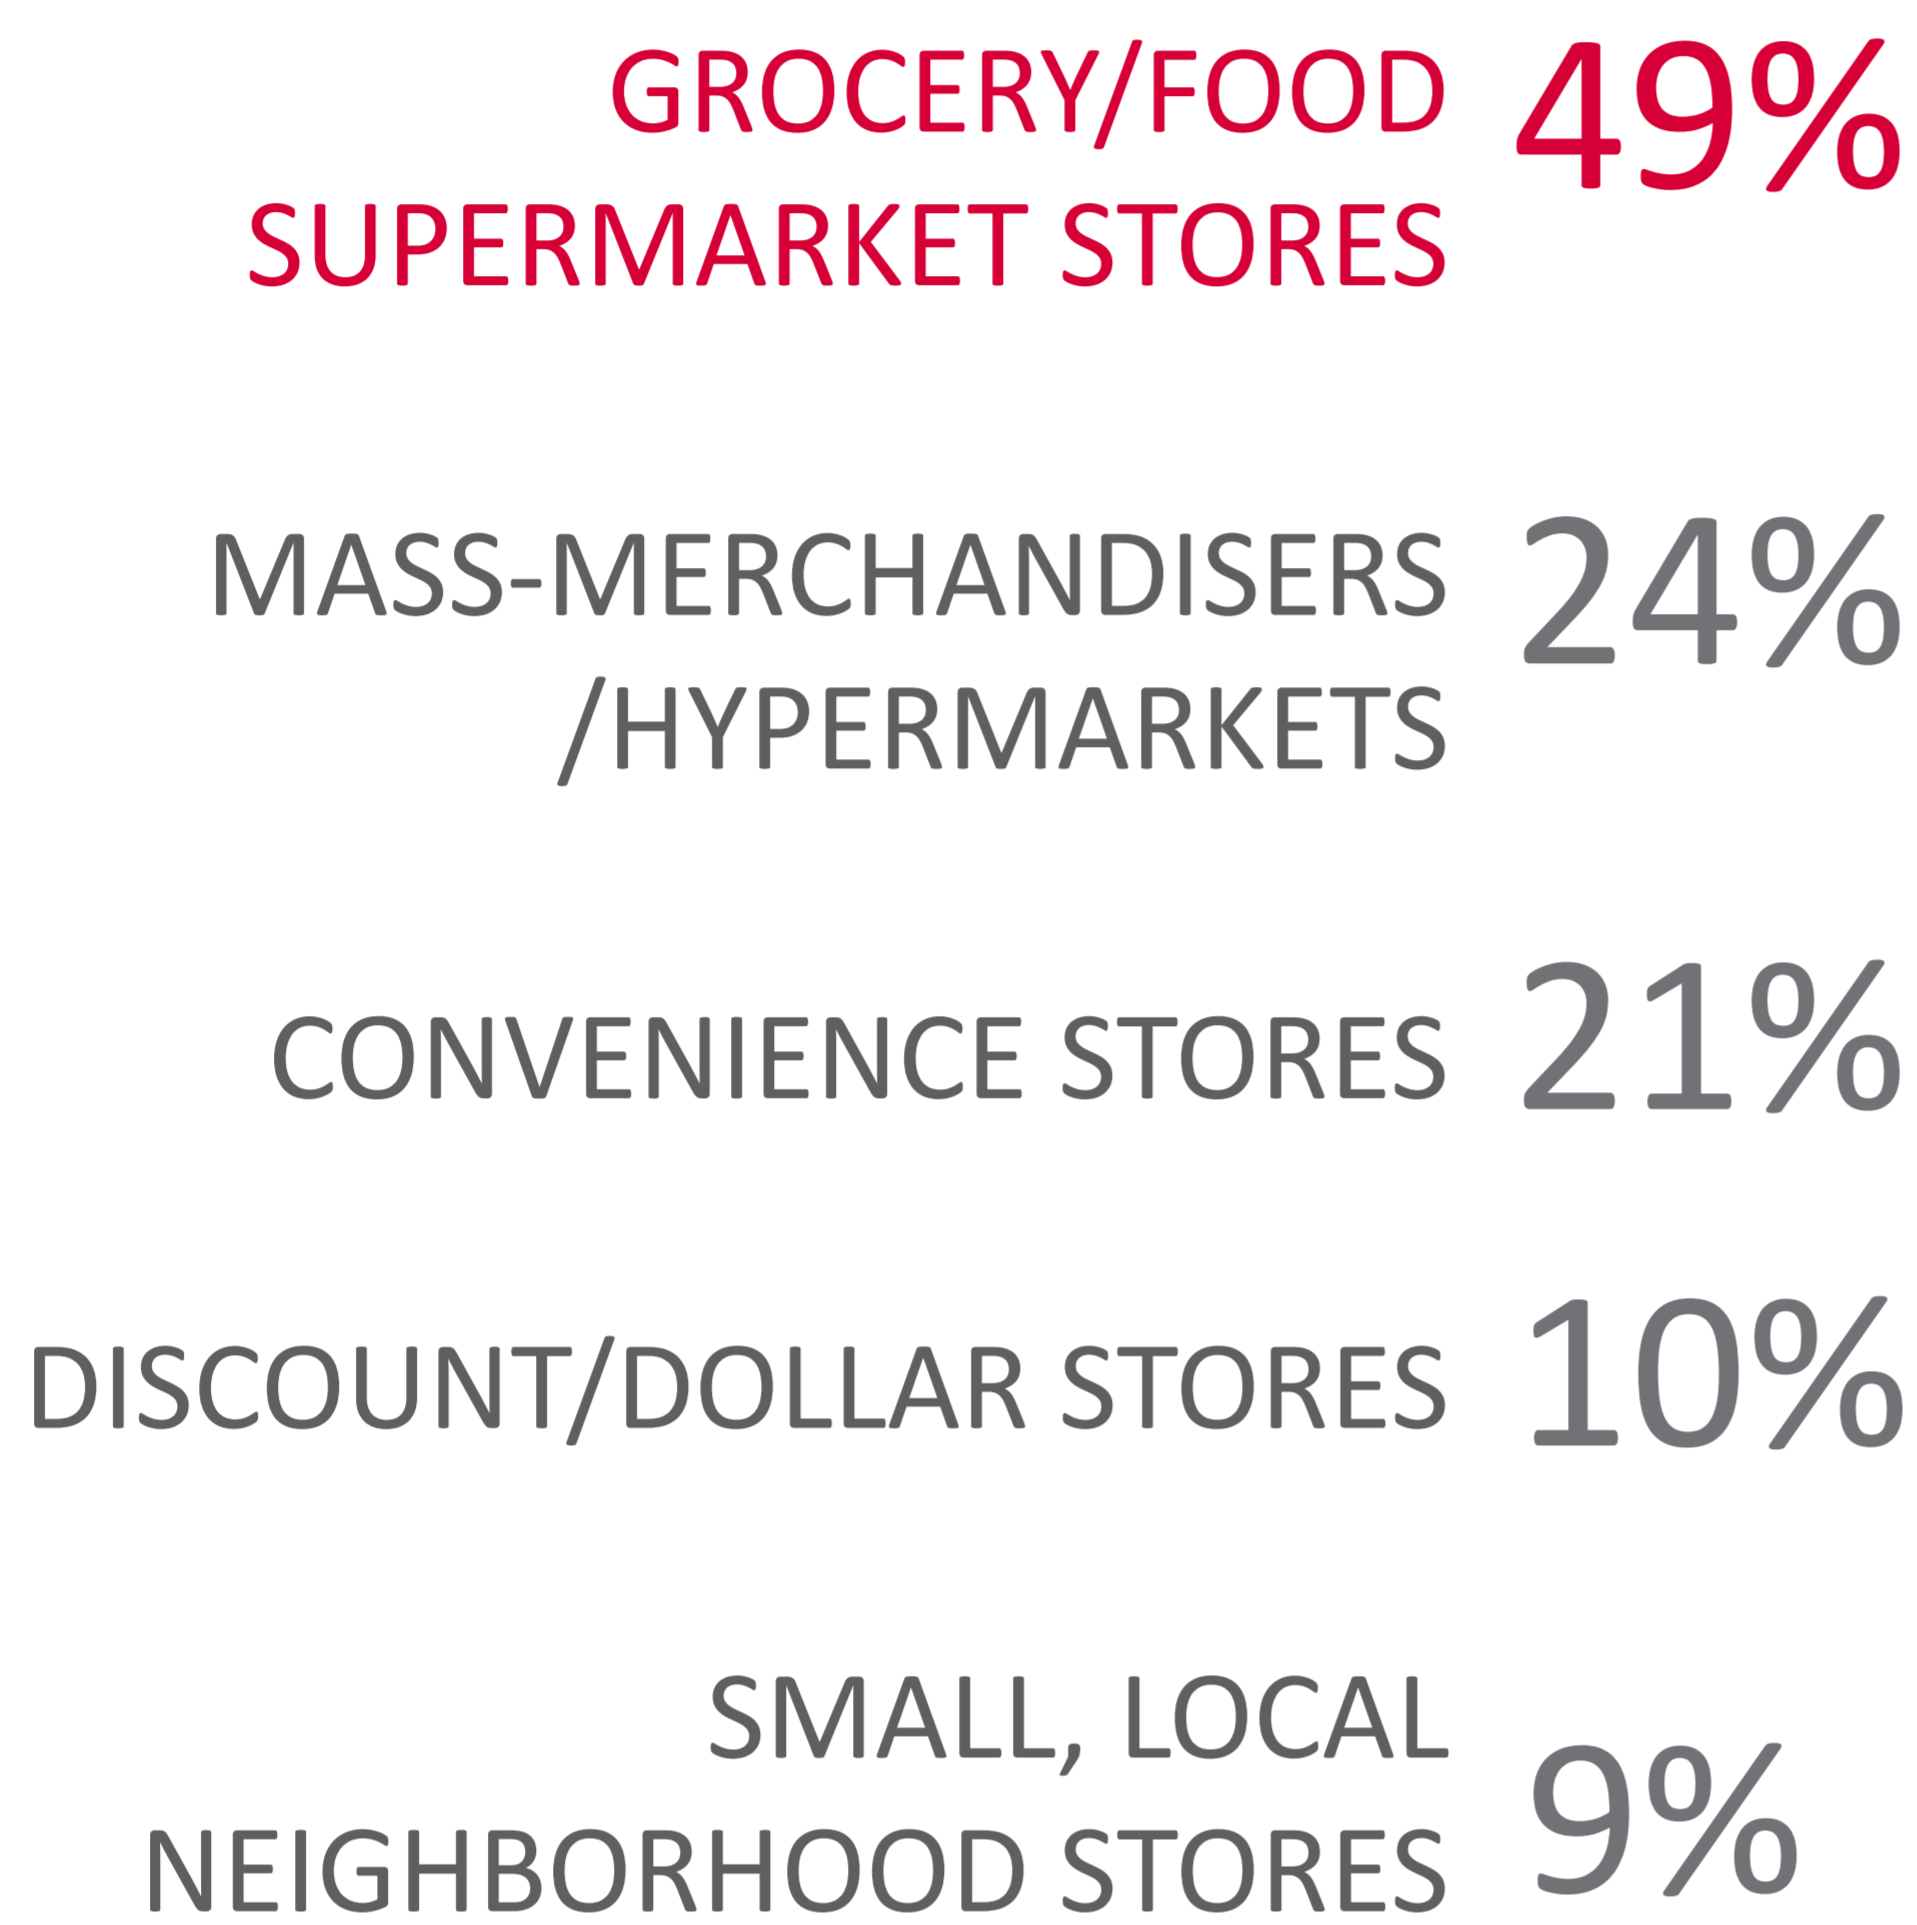 GROCERY/FOOD 49%
SUPERMARKET STORES
MASS-MERCHANDISERS 24%
/HYPERMARKETS
CONVENIENCE STORES 21%
DISCOUNT/DOLLAR STORES 10%
SMALL, LOCAL
NEIGHBORHOOD STORES 9%